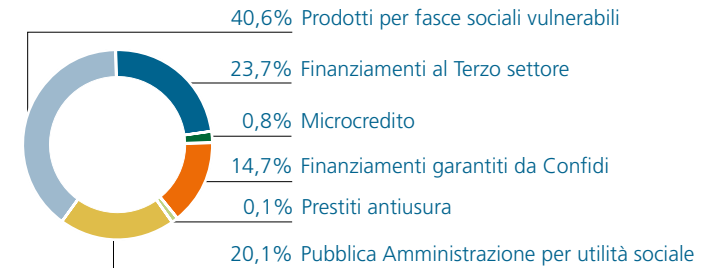 40,6% Prodotti per fasce sociali vulnerabili
23,7% Finanziamenti al Terzo settore
0,8% Microcredito
14,7% Finanziamenti garantiti da Confidi
0,1% Prestiti antiusura
20,1% Pubblica Amministrazione per utilità sociale